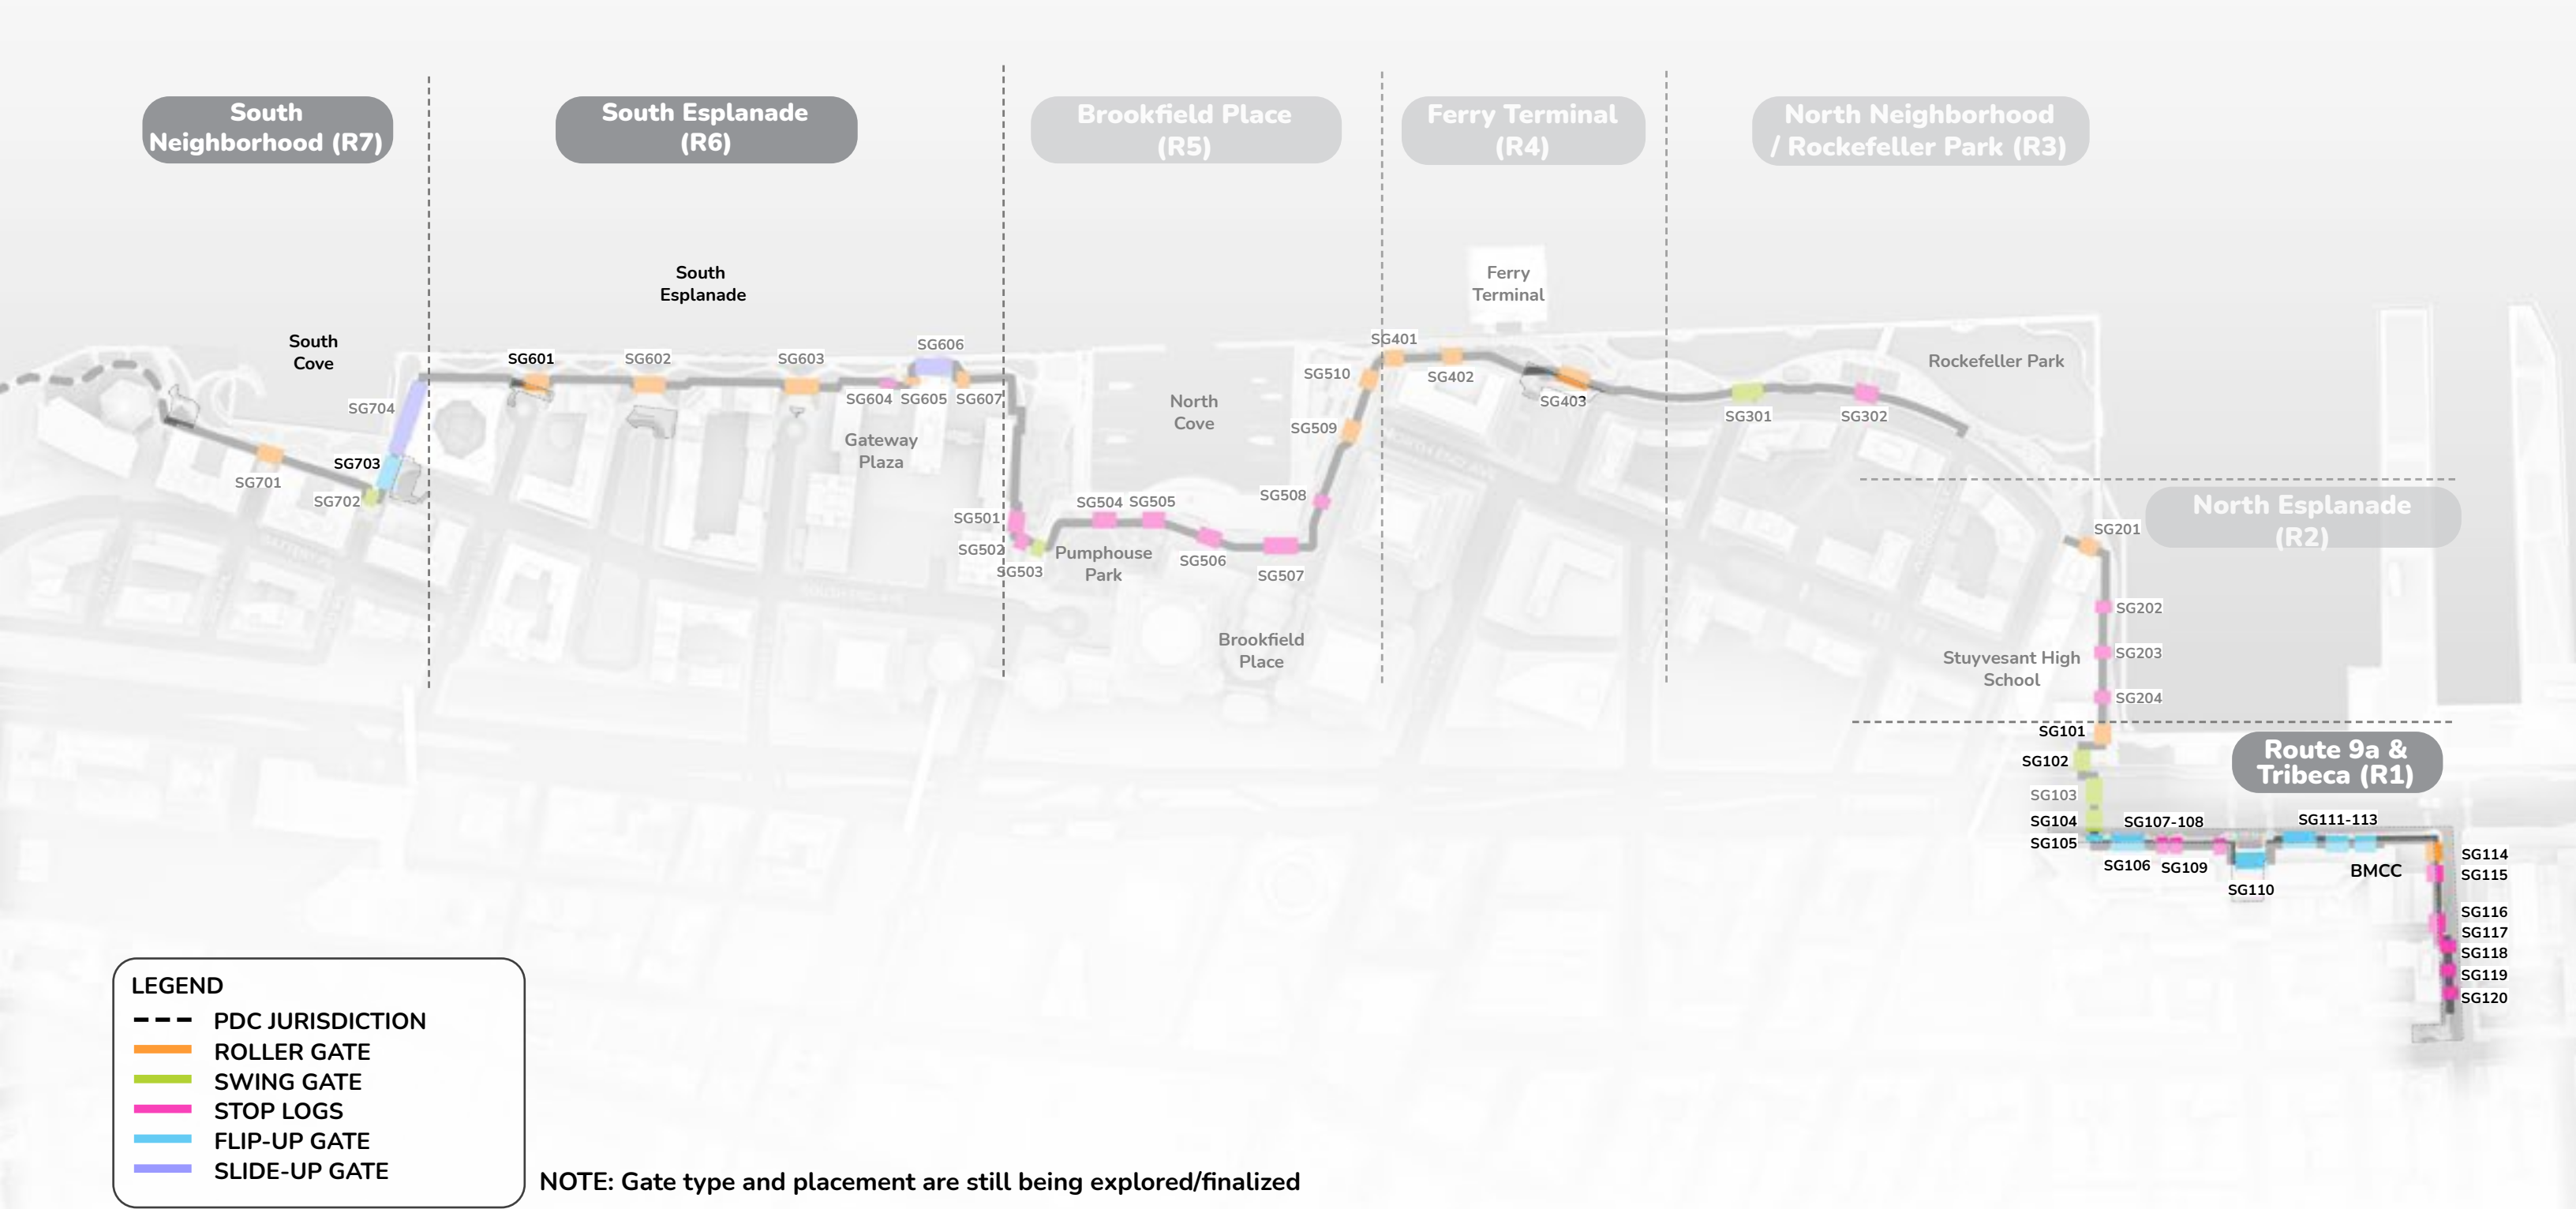 South
Neighborhood (R7)
South Esplanade
(R6)
Brookfield Place
(R5)
Ferry Terminal
(R4)
North Neighborhood
/ Rockefeller Park (R3)
South
Esplanade
Ferry
Terminal
South
Cove
SG601
SG602
SG603
SG606
SG401
SG510
SG402
Rockefeller Park
SG704
SG604
SG605
SG607
North
Cove
SG403
SG301
SG302
SG509
Gateway
Plaza
SG703
SG701
SG702
SG508
SG501
SG504
SG505
North Esplanade
(R2)
SG201
SG502
SG503
Pumphouse
Park
SG506
SG507
SG202
Brookfield
Place
SG203
Stuyvesant High
School
SG204
SG101
SG102
Route 9a &
Tribeca (R1)
SG103
SG104
SG105
SG107-108
SG111-113
SG106
SG109
SG110
BMCC
SG114
SG115
SG116
SG117
SG118
SG119
SG120
LEGEND
PDC JURISDICTION
ROLLER GATE
SWING GATE
STOP LOGS
FLIP-UP GATE
SLIDE-UP GATE
NOTE: Gate type and placement are still being explored/finalized